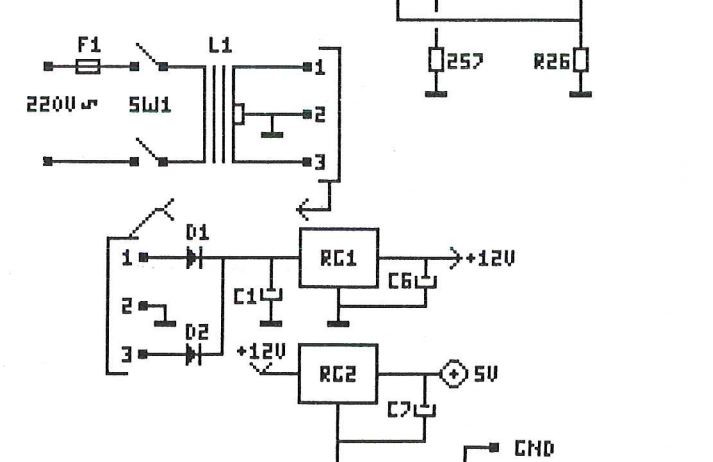 F1
L1
257
R26
1
220V ~
SW1
2
3
D1
1
RG1
+12V
C6
C1
2
D2
3
+12V
RG2
5V
C7
GND